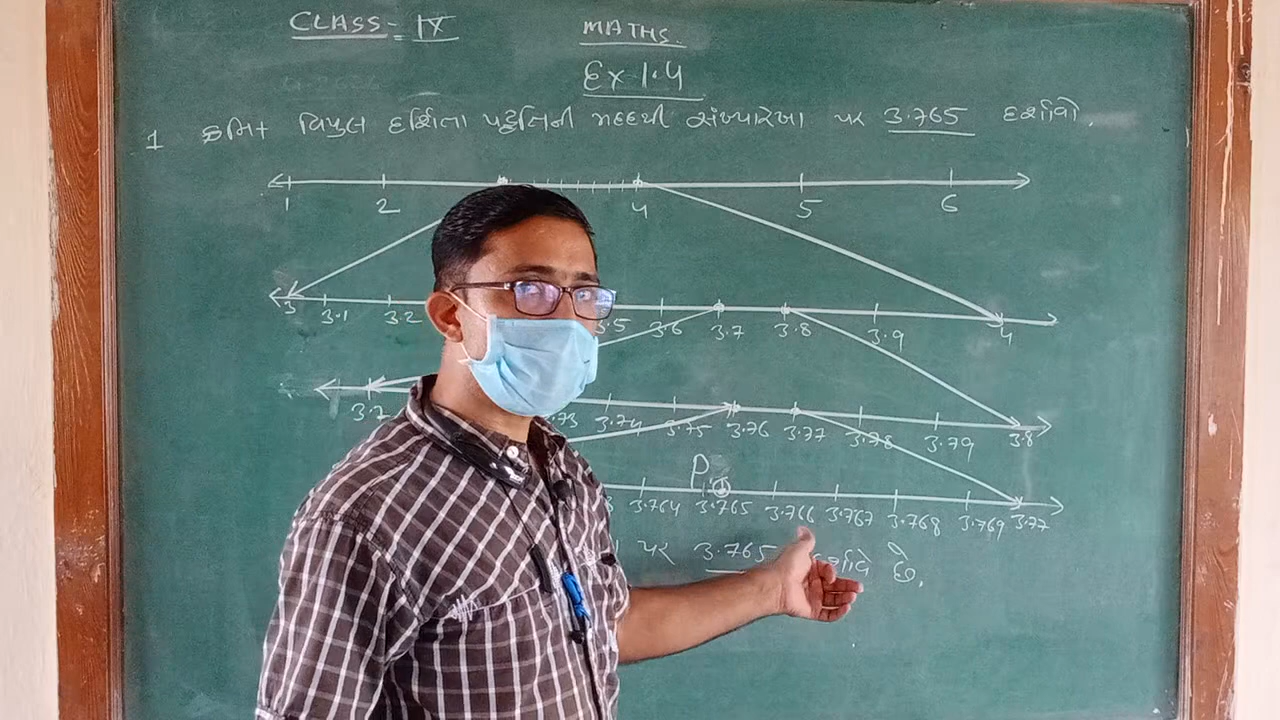 CLASS - IX MATHS.
Ex 1.4
1 ક્રમિક વિપુલ દર્શિતા પદ્ધતિની મદદથી સંખ્યારેખા પર 3.765 દર્શાવો.
1 2 4 5 6
3 3.1 3.2 3.5 3.6 3.7 3.8 3.9 4
3.7 3.74 3.75 3.76 3.77 3.78 3.79 3.8
P
3.764 3.765 3.766 3.767 3.768 3.769 3.77
પર 3.765 છે.